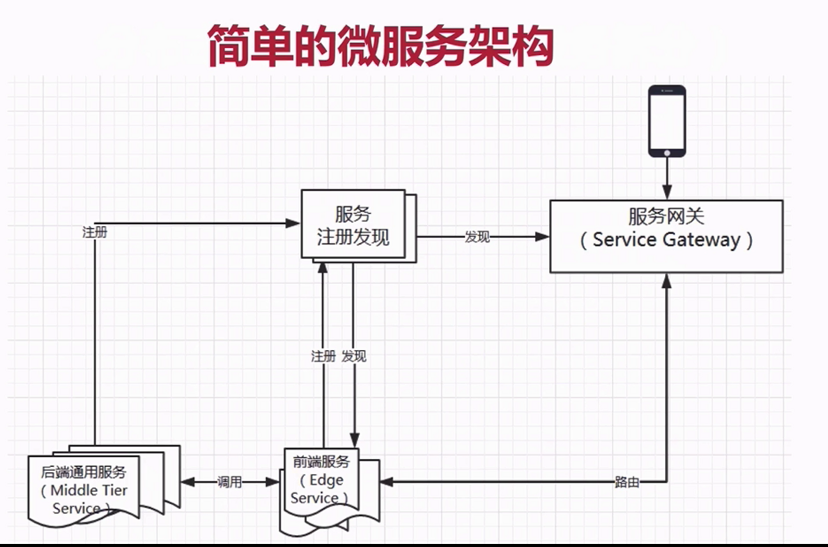 简单的微服务架构
服务
注册发现
服务网关
（Service Gateway）
注册
发现
注册
发现
后端通用服务
（Middle Tier
Service）
调用
前端服务
（Edge
Service）
路由